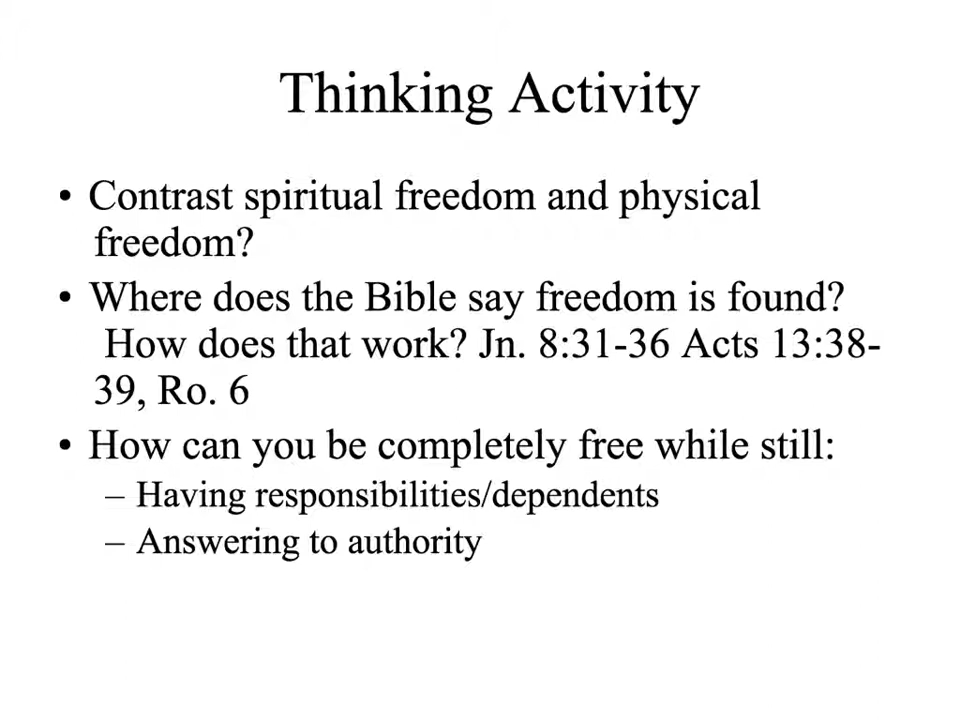 Thinking Activity
• Contrast spiritual freedom and physical
freedom?
• Where does the Bible say freedom is found?
How does that work? Jn. 8:31-36 Acts 13:38-
39, Ro. 6
• How can you be completely free while still:
– Having responsibilities/dependents
– Answering to authority